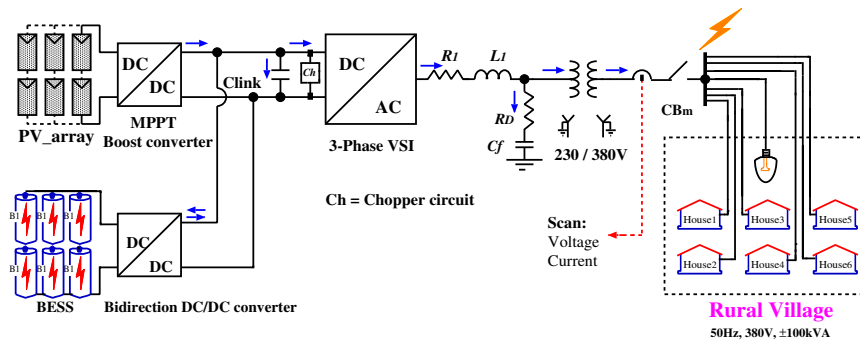 PV_array
DC
DC
MPPT
Boost converter
Clink
Ch
DC
AC
3-Phase VSI
R1
L1
RD
Cf
230 / 380V
CBm
Ch = Chopper circuit
Scan:
Voltage
Current
B1
B1
B1
B1
B1
B1
BESS
DC
DC
Bidirection DC/DC converter
House1
House3
House5
House2
House4
House6
Rural Village
50Hz, 380V, ±100kVA